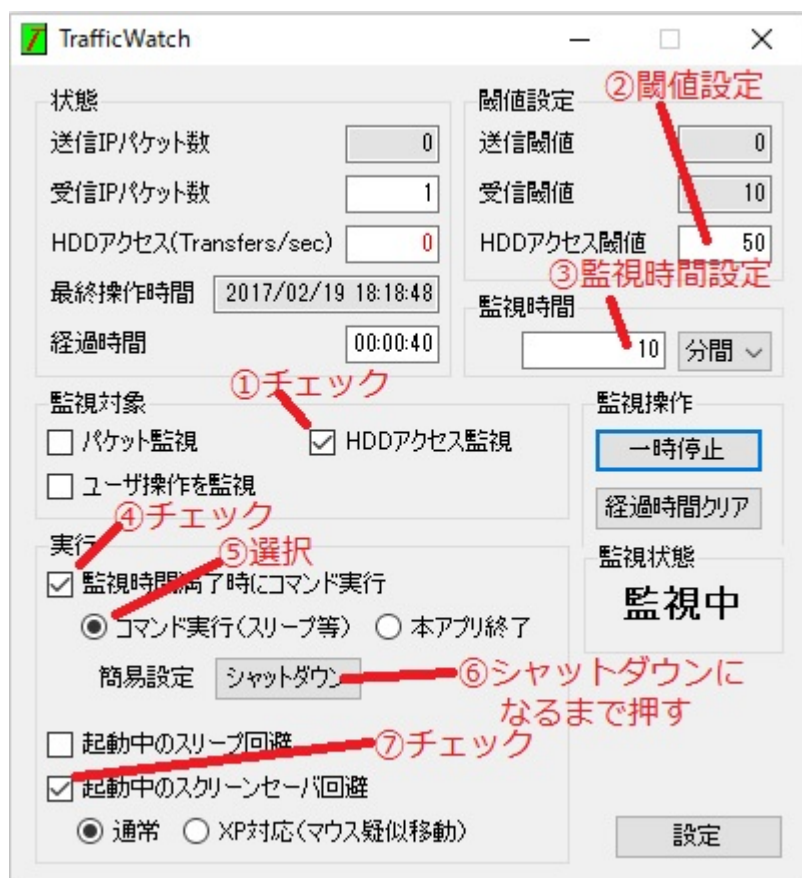 TrafficWatch
状態
送信IPパケット数 0
受信IPパケット数 1
HDDアクセス(Transfers/sec) 0
最終操作時間 2017/02/19 18:18:48
経過時間 00:00:40
②閾値設定
閾値設定
送信閾値 0
受信閾値 10
HDDアクセス閾値 50
③監視時間設定
監視時間
10 分間
①チェック
監視対象
パケット監視 HDDアクセス監視
ユーザ操作を監視
監視操作
一時停止
経過時間クリア
監視状態
監視中
④チェック
実行
⑤選択
監視時間満了時にコマンド実行
コマンド実行(スリープ等) 本アプリ終了
簡易設定 シャットダウン
⑥シャットダウンに
なるまで押す
起動中のスリープ回避
⑦チェック
起動中のスクリーンセーバ回避
通常 XP対応(マウス疑似移動)
設定